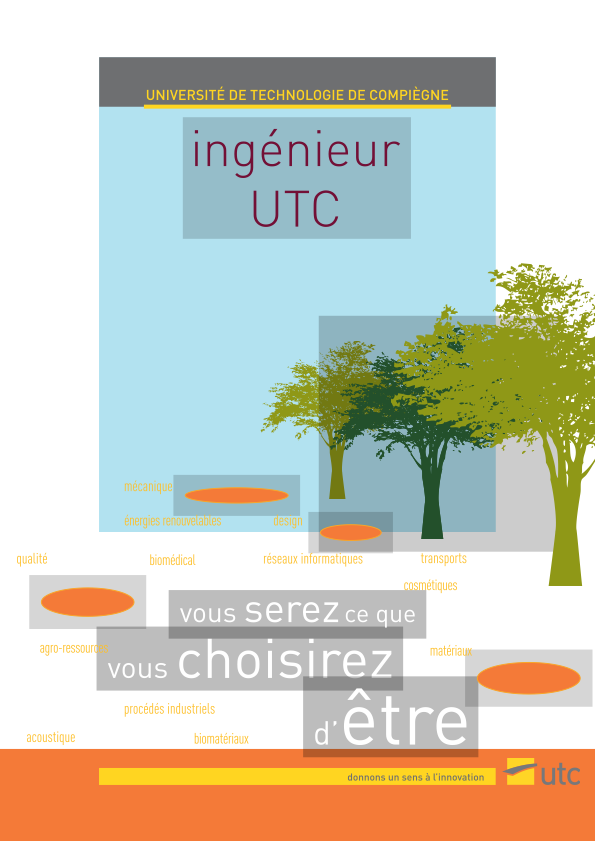 UNIVERSITÉ DE TECHNOLOGIE DE COMPIÈGNE
ingénieur
UTC
mécanique
énergies renouvelables
design
qualité
biomédical
réseaux informatiques
transports
cosmétiques
vous serez ce que
agro-ressources
vous choisirez
matériaux
procédés industriels
d'être
acoustique
biomatériaux
donnons un sens à l'innovation
utc